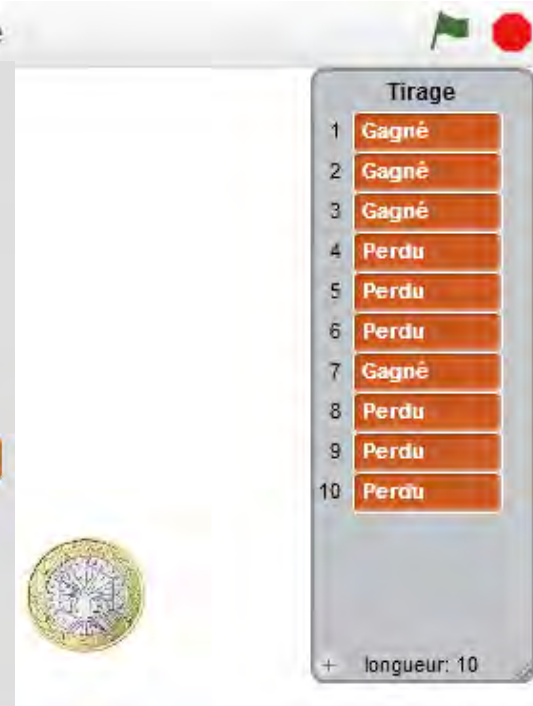 Tirage
1 Gagné
2 Gagné
3 Gagné
4 Perdu
5 Perdu
6 Perdu
7 Gagné
8 Perdu
9 Perdu
10 Perdu
+ longueur: 10